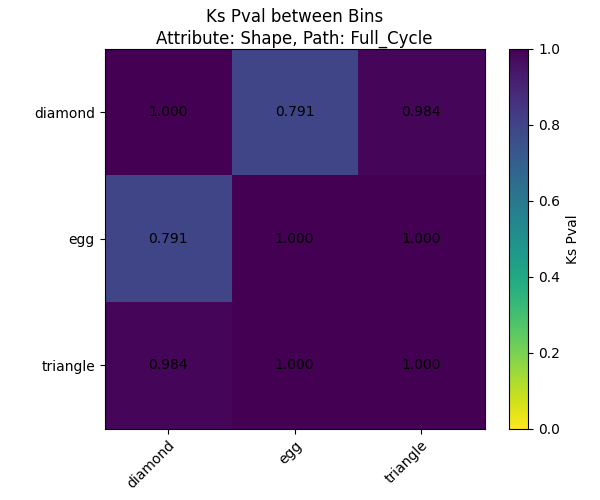 Ks Pval between Bins
Attribute: Shape, Path: Full_Cycle
diamond 1.000 0.791 0.984
egg 0.791 1.000 1.000
triangle 0.984 1.000 1.000
diamond egg triangle
1.0
0.8
0.6
0.4
0.2
0.0
Ks Pval